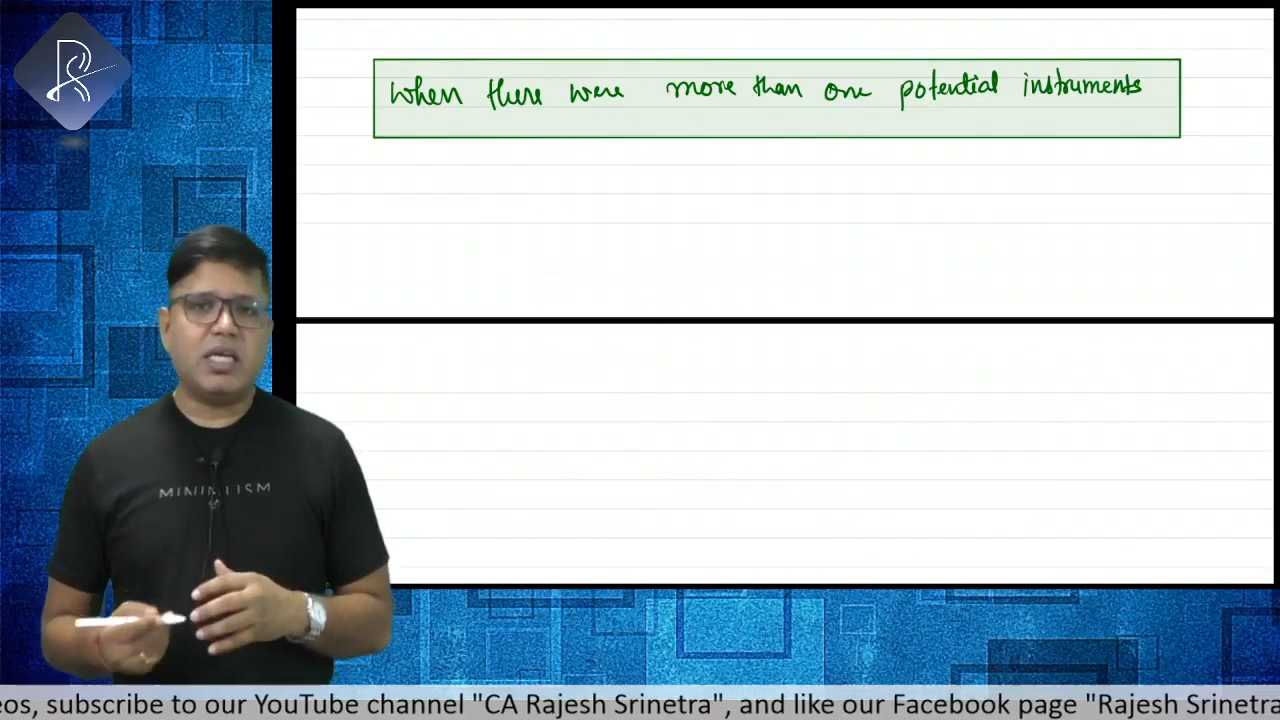 When there were more than one potential instruments
MINIMLISM
eos, subscribe to our YouTube channel "CA Rajesh Srinetra", and like our Facebook page "Rajesh Srinetra